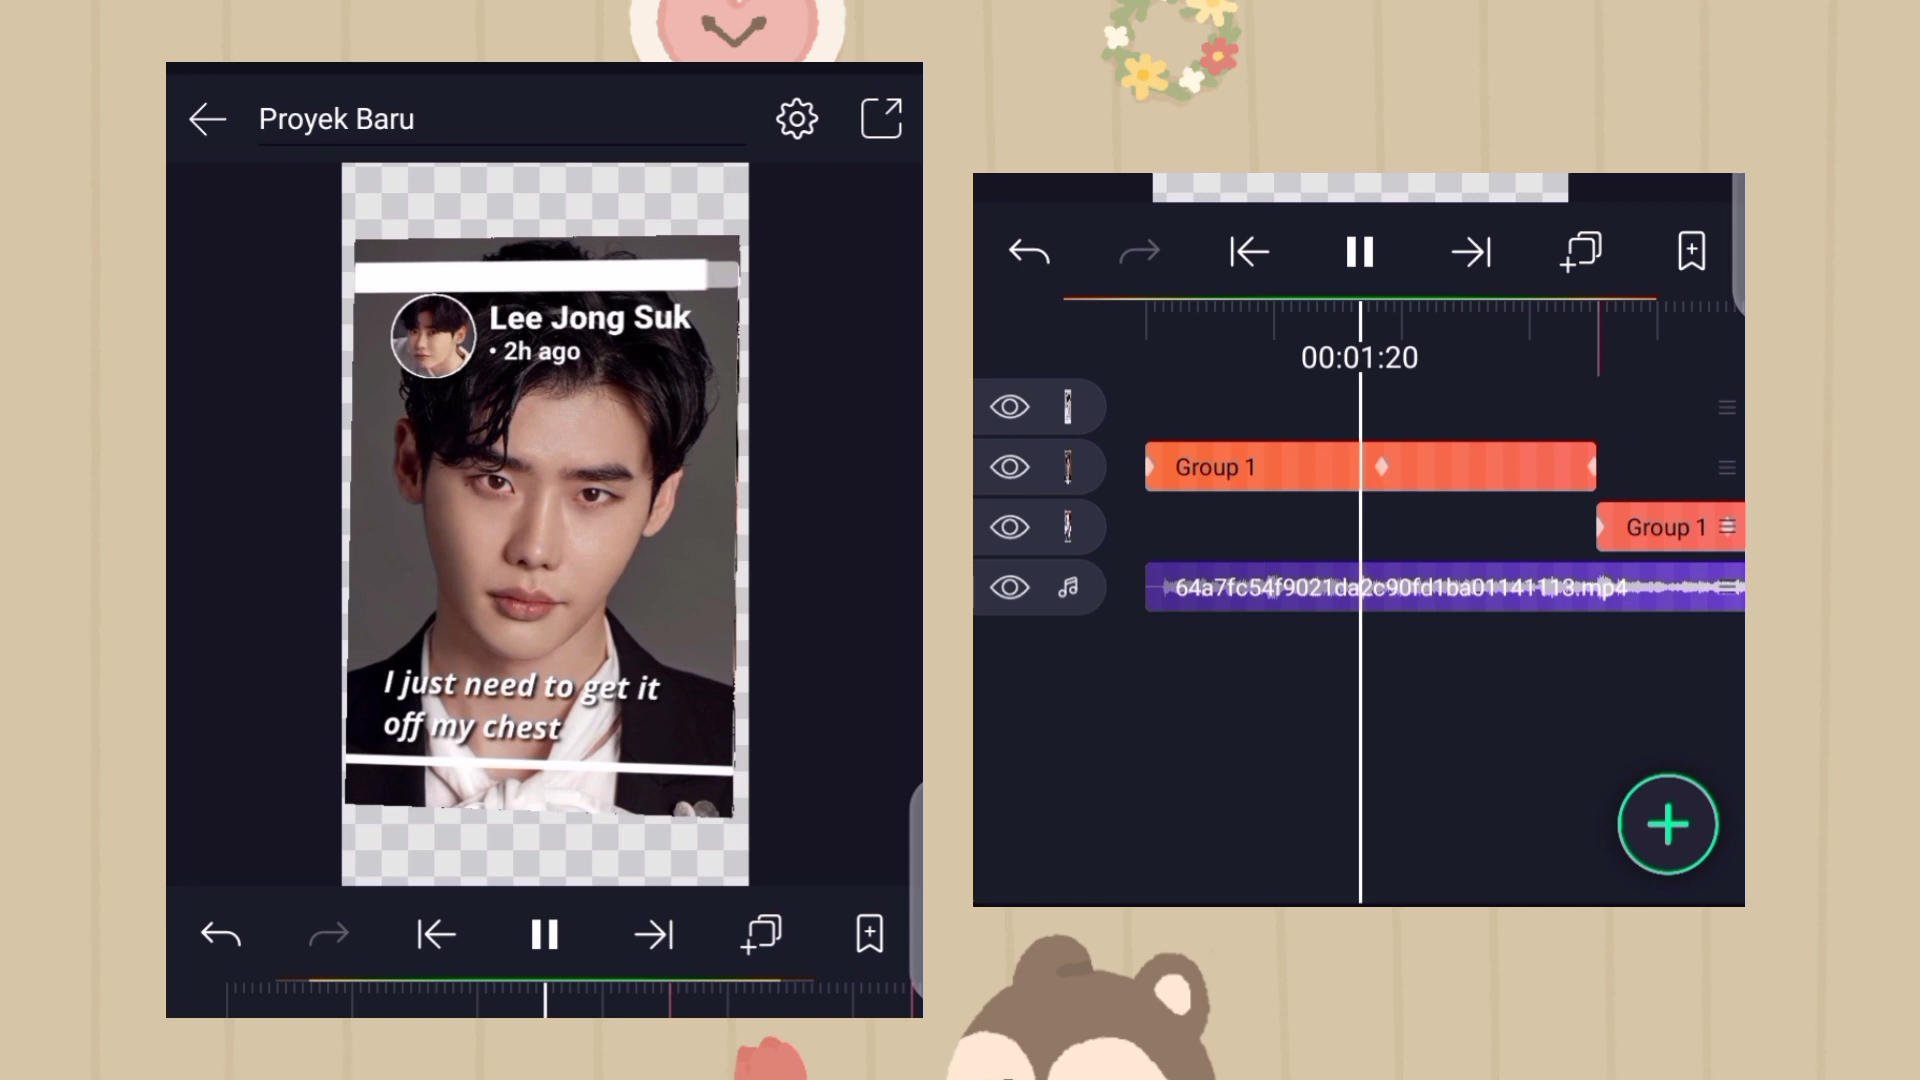 Proyek Baru
Lee Jong Suk
• 2h ago
I just need to get it
off my chest
00:01:20
Group 1
Group 1
64a7fc54f9021da2c90fd1ba01141113.mp4